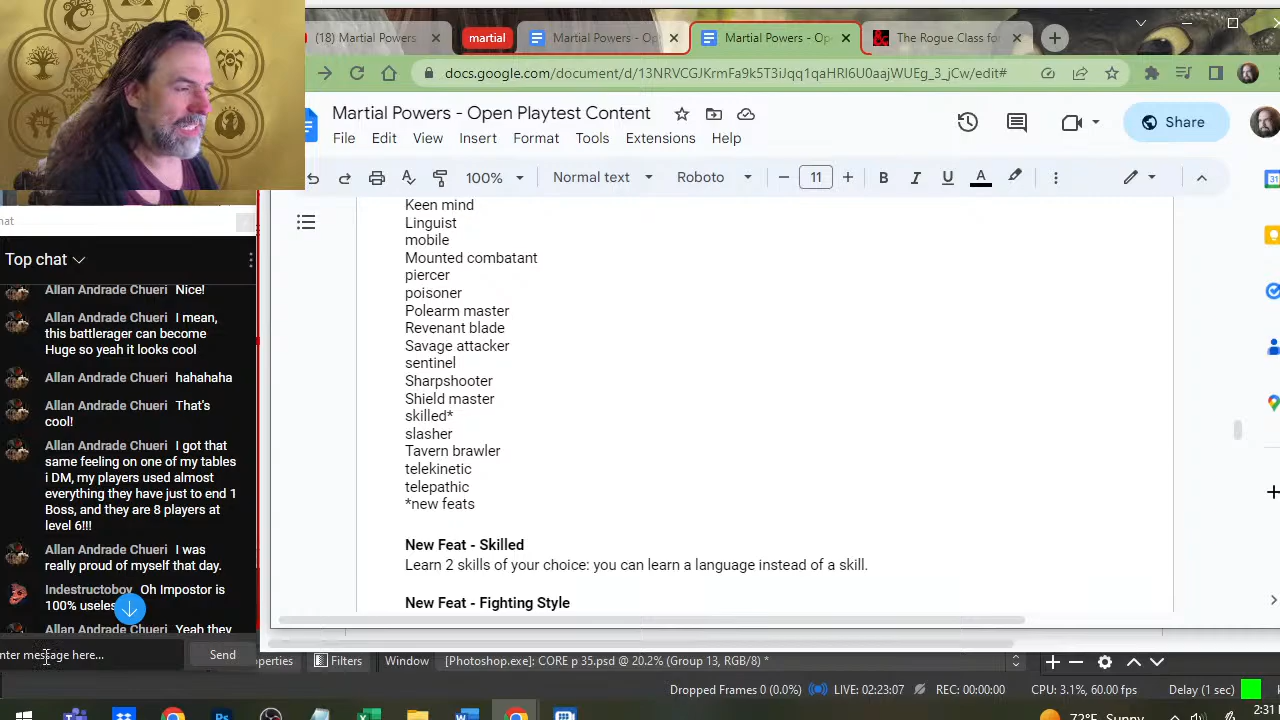 (18) Martial Powers
martial
Martial Powers - Op
Martial Powers - Op
The Rogue Class fo
docs.google.com/document/d/13NRVCGJKrmFa9k5T3iJqq1qaHRl6U0aajWUEg_3_jCw/edit#
Martial Powers - Open Playtest Content
File Edit View Insert Format Tools Extensions Help
Share
100% Normal text Roboto 11 B I U A
Keen mind
Linguist
mobile
Mounted combatant
piercer
poisoner
Polearm master
Revenant blade
Savage attacker
sentinel
Sharpshooter
Shield master
skilled*
slasher
Tavern brawler
telekinetic
telepathic
*new feats
New Feat - Skilled
Learn 2 skills of your choice: you can learn a language instead of a skill.
New Feat - Fighting Style
hat
Top chat
Allan Andrade Chueri Nice!
Allan Andrade Chueri I mean,
this battlerager can become
Huge so yeah it looks cool
Allan Andrade Chueri hahahaha
Allan Andrade Chueri That's
cool!
Allan Andrade Chueri I got that
same feeling on one of my tables
i DM, my players used almost
everything they have just to end 1
Boss, and they are 8 players at
level 6!!!
Allan Andrade Chueri I was
really proud of myself that day.
Indestructoboy Oh Impostor is
100% useles
Allan Andrade Chueri Yeah they
nter message here...
Send
operties
Filters
Window
[Photoshop.exe]: CORE p 35.psd @ 20.2% (Group 13, RGB/8) *
Dropped Frames 0 (0.0%)
LIVE: 02:23:07
REC: 00:00:00
CPU: 3.1%, 60.00 fps
Delay (1 sec)
72°F Sunny
2:31